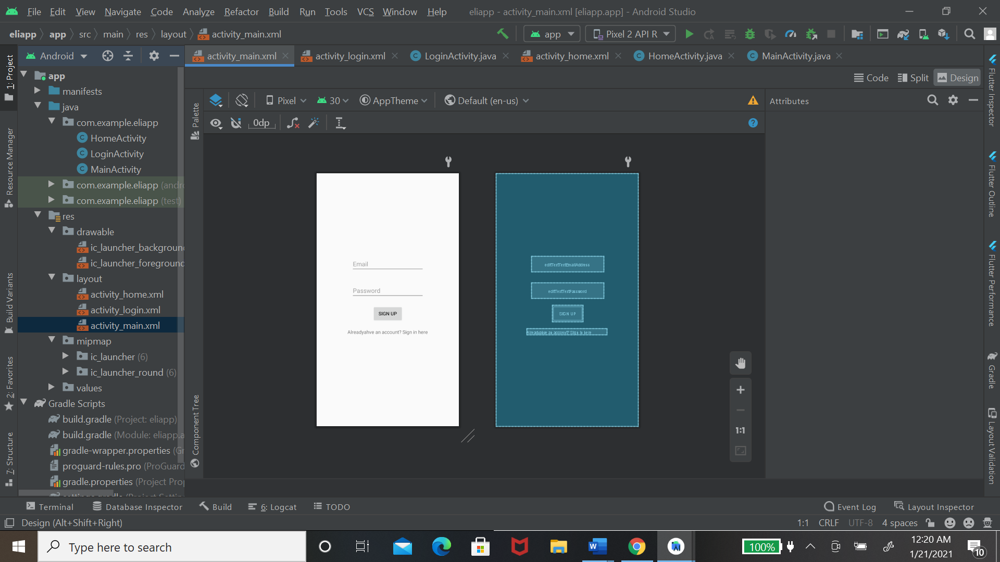 File Edit View Navigate Code Analyze Refactor Build Run Tools VCS Window Help eliapp - activity_main.xml [eliapp.app] - Android Studio
eliapp app src main res layout activity_main.xml app Pixel 2 API R
Android activity_main.xml activity_login.xml LoginActivity.java activity_home.xml HomeActivity.java MainActivity.java
Code Split Design
Pixel 30 AppTheme Default (en-us) Attributes
0dp
1: Project
Resource Manager
Build Variants
2: Favorites
7: Structure
app
manifests
java
com.example.eliapp
HomeActivity
LoginActivity
MainActivity
com.example.eliapp (andro
com.example.eliapp (test)
res
drawable
ic_launcher_background
ic_launcher_foreground
layout
activity_home.xml
activity_login.xml
activity_main.xml
mipmap
ic_launcher (6)
ic_launcher_round (6)
values
Gradle Scripts
build.gradle (Project: eliapp)
build.gradle (Module: eliapp.a
gradle-wrapper.properties (Gr
proguard-rules.pro (ProGuard
gradle.properties (Project Prop
settings.gradle (Project Settin
Palette
Component Tree
Email
Password
SIGN UP
Alreadyahve an account? Sign in here
editTextTextEmailAddress
editTextTextPassword
SIGN UP
Alreadyahve an account? Sign in here
1:1
Flutter Inspector
Flutter Outline
Flutter Performance
Gradle
Layout Validation
Terminal Database Inspector Build 6: Logcat TODO Event Log Layout Inspector
Design (Alt+Shift+Right) 1:1 CRLF UTF-8 4 spaces
Type here to search 100% 12:20 AM
1/21/2021 10